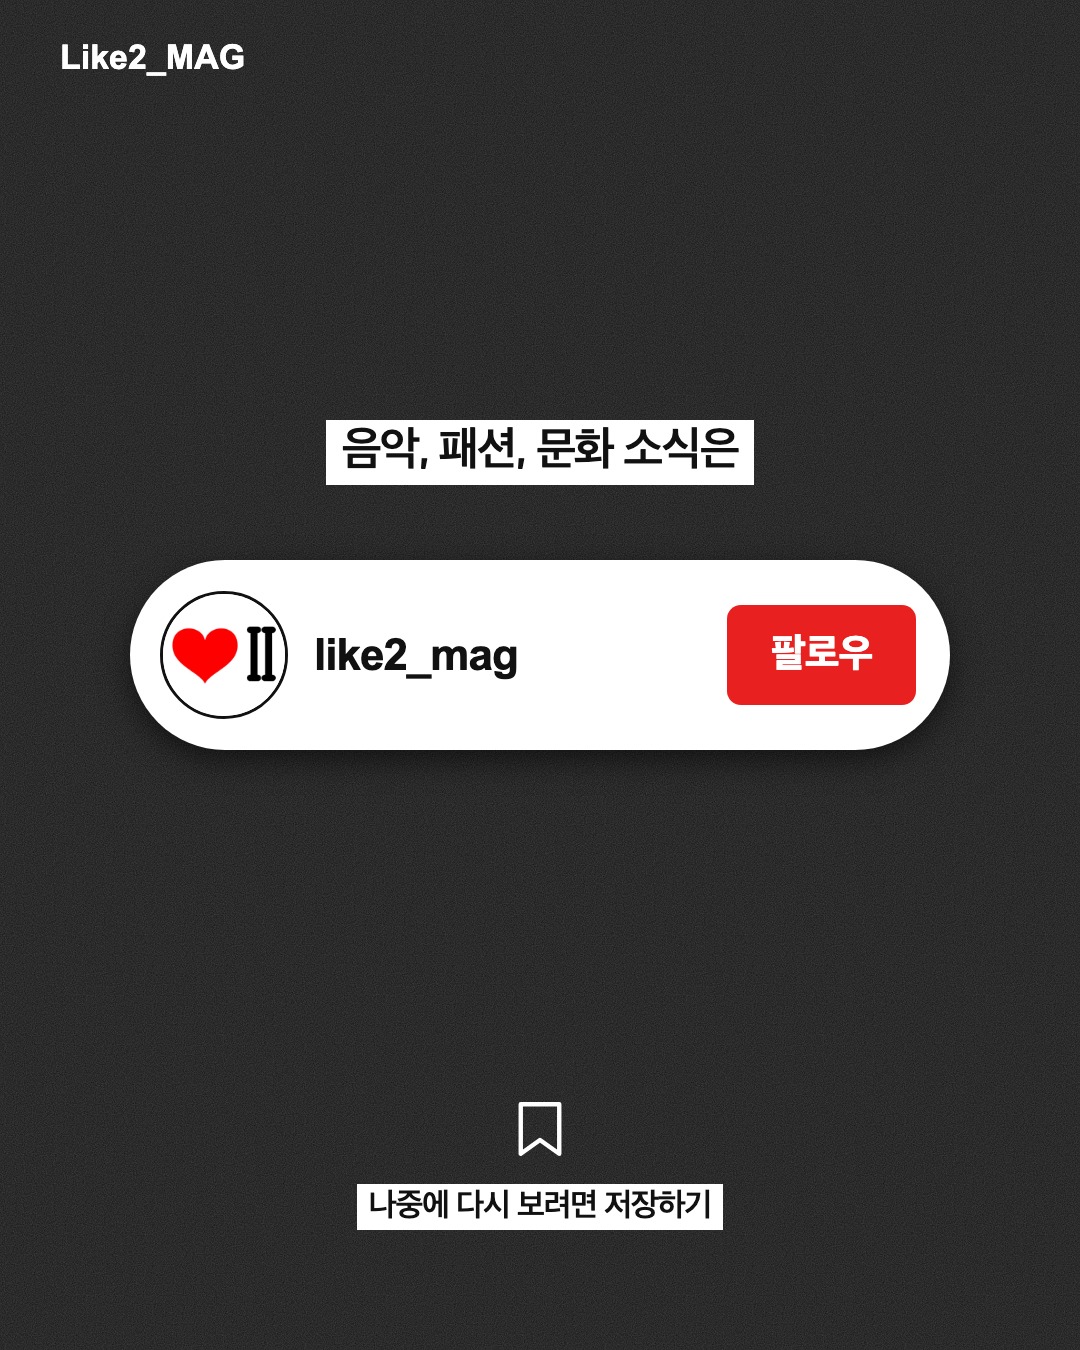 Like2_MAG
음악, 패션, 문화 소식은
II
like2_mag
팔로우
나중에 다시 보려면 저장하기